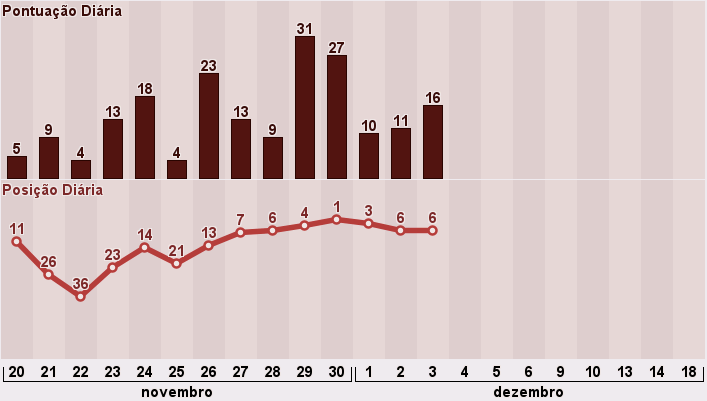 Pontuação Diária
5 9 4 13 18 4 23 13 9 31 27 10 11 16
Posição Diária
11 26 36 23 14 21 13 7 6 4 1 3 6 6
20 21 22 23 24 25 26 27 28 29 30 1 2 3 4 5 6 9 10 13 14 18
novembro dezembro